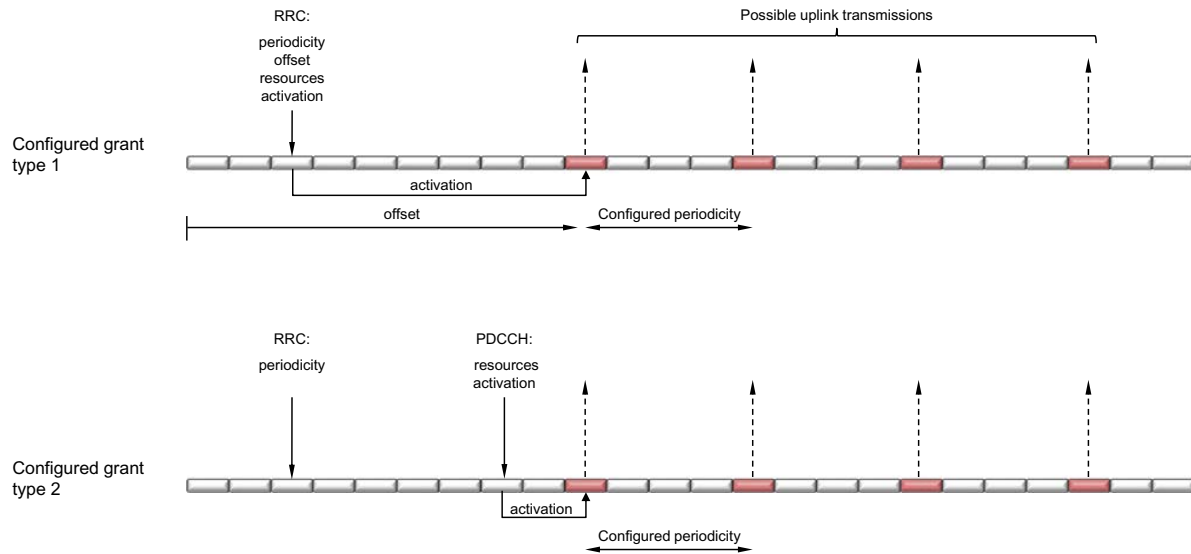 RRC:
periodicity
offset
resources
activation
Possible uplink transmissions
Configured grant
type 1
activation
offset
Configured periodicity
RRC:
periodicity
PDCCH:
resources
activation
Configured grant
type 2
activation
Configured periodicity